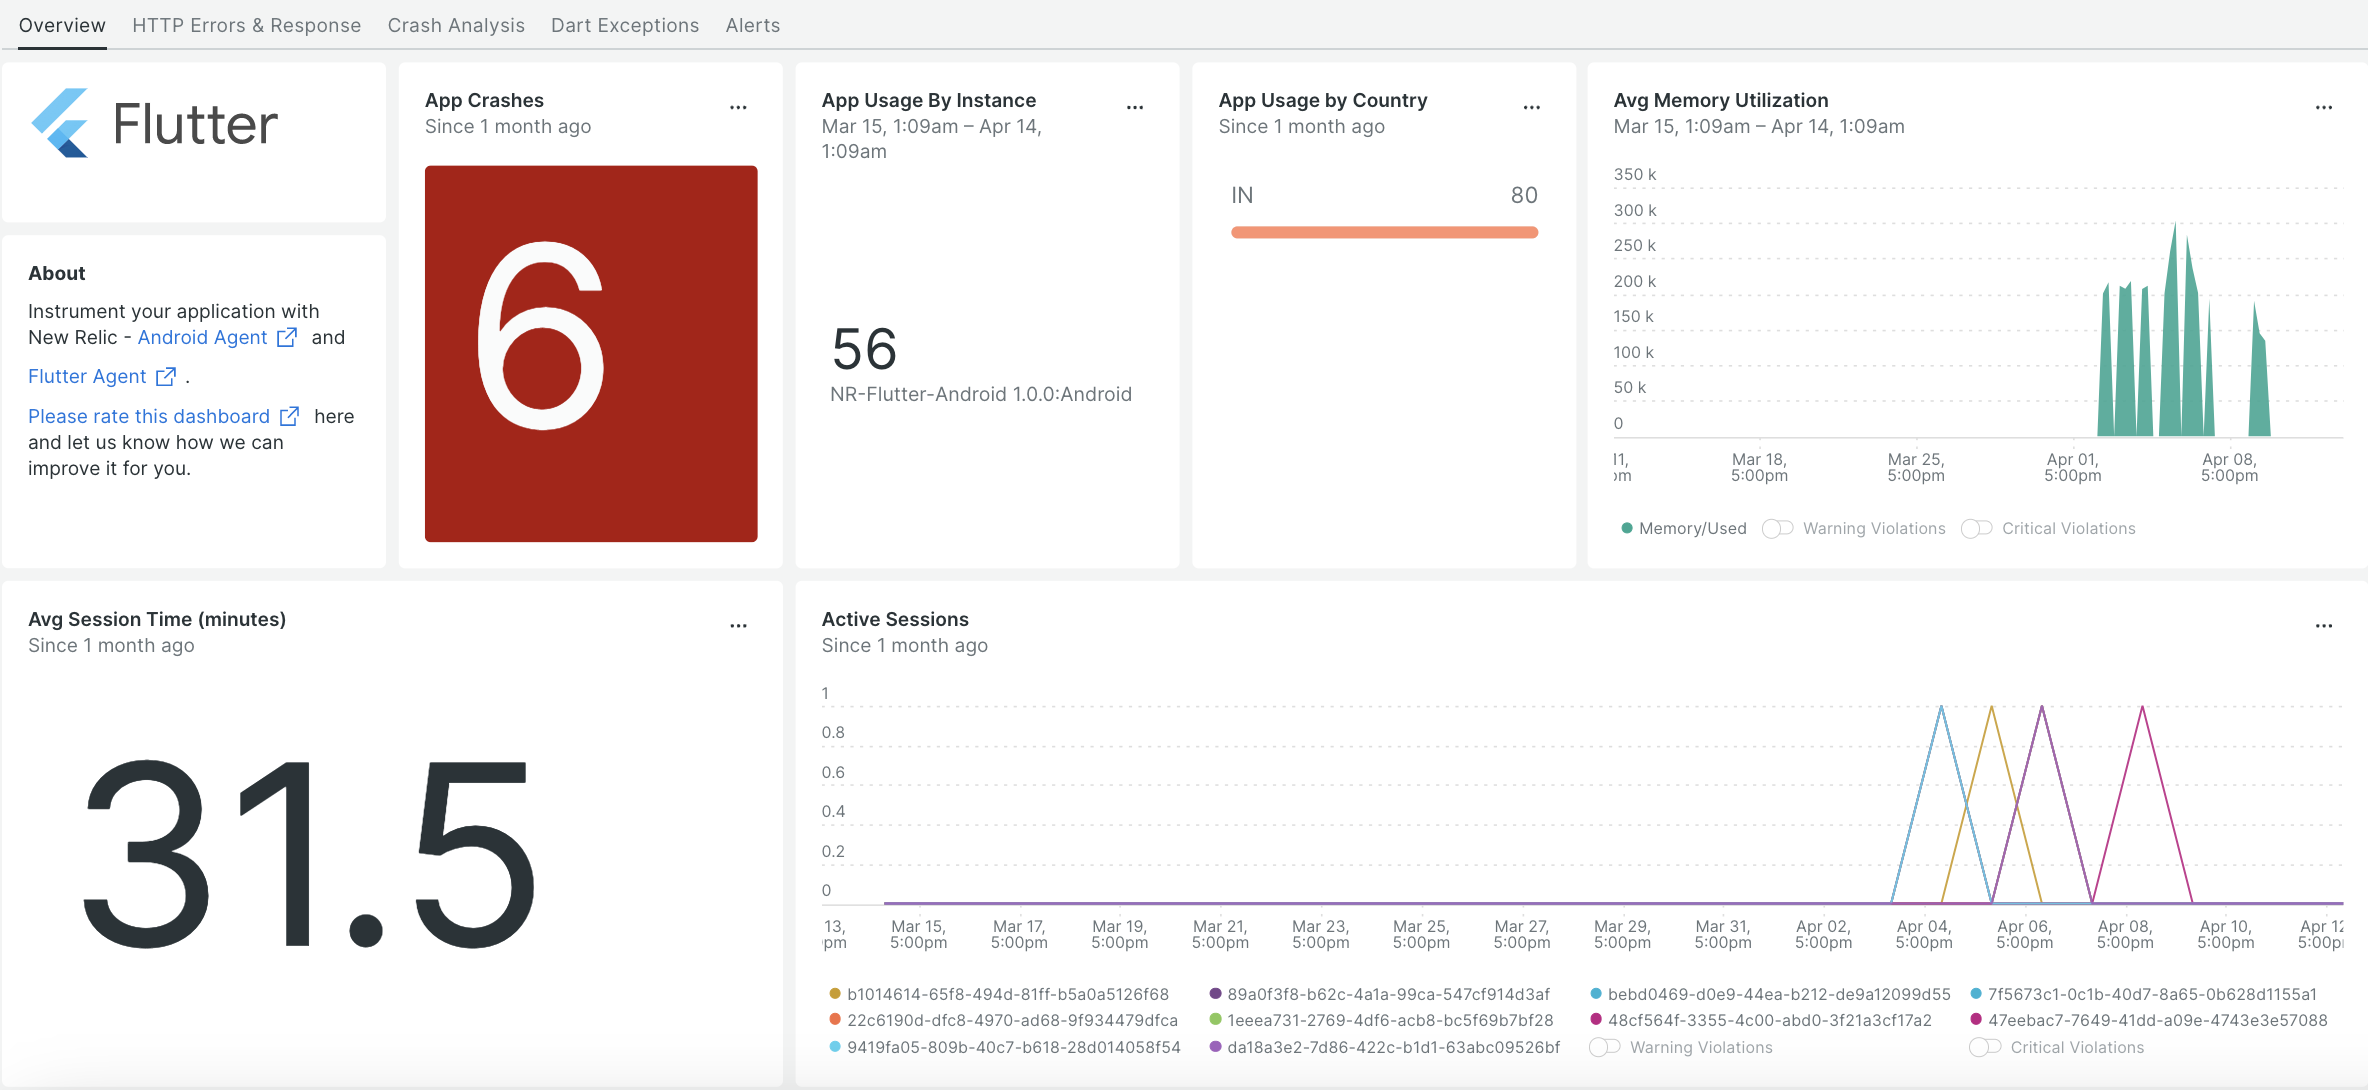 Overview HTTP Errors & Response Crash Analysis Dart Exceptions Alerts
Flutter
About
Instrument your application with
New Relic - Android Agent and
Flutter Agent .
Please rate this dashboard here
and let us know how we can
improve it for you.
App Crashes
Since 1 month ago
6
App Usage By Instance
Mar 15, 1:09am – Apr 14,
1:09am
56
NR-Flutter-Android 1.0.0:Android
App Usage by Country
Since 1 month ago
IN 80
Avg Memory Utilization
Mar 15, 1:09am – Apr 14, 1:09am
350 k
300 k
250 k
200 k
150 k
100 k
50 k
0
11, Mar 18, Mar 25, Apr 01, Apr 08,
pm 5:00pm 5:00pm 5:00pm 5:00pm
Memory/Used Warning Violations Critical Violations
Avg Session Time (minutes)
Since 1 month ago
31.5
Active Sessions
Since 1 month ago
1
0.8
0.6
0.4
0.2
0
13, Mar 15, Mar 17, Mar 19, Mar 21, Mar 23, Mar 25, Mar 27, Mar 29, Mar 31, Apr 02, Apr 04, Apr 06, Apr 08, Apr 10, Apr 12
pm 5:00pm 5:00pm 5:00pm 5:00pm 5:00pm 5:00pm 5:00pm 5:00pm 5:00pm 5:00pm 5:00pm 5:00pm 5:00pm 5:00pm 5:00p
b1014614-65f8-494d-81ff-b5a0a5126f68 89a0f3f8-b62c-4a1a-99ca-547cf914d3af bebd0469-d0e9-44ea-b212-de9a12099d55 7f5673c1-0c1b-40d7-8a65-0b628d1155a1
22c6190d-dfc8-4970-ad68-9f934479dfca 1eeea731-2769-4df6-acb8-bc5f69b7bf28 48cf564f-3355-4c00-abd0-3f21a3cf17a2 47eebac7-7649-41dd-a09e-4743e3e57088
9419fa05-809b-40c7-b618-28d014058f54 da18a3e2-7d86-422c-b1d1-63abc09526bf Warning Violations Critical Violations